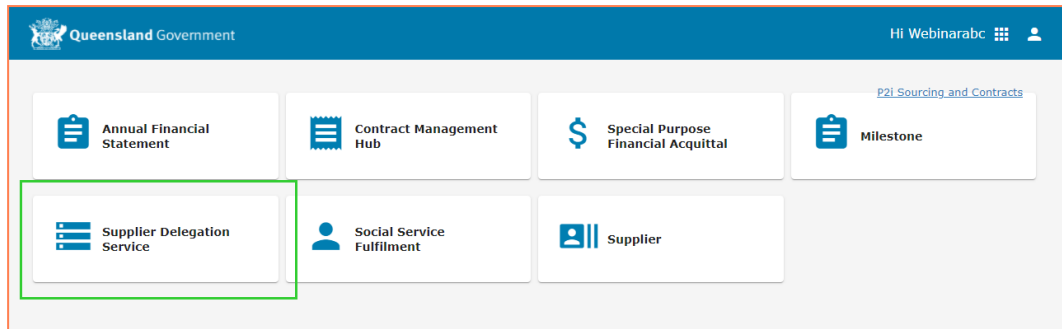 Queensland Government
Hi Webinarabc
P2i Sourcing and Contracts
Annual Financial
Statement
Contract Management
Hub
Special Purpose
Financial Acquittal
Milestone
Supplier Delegation
Service
Social Service
Fulfilment
Supplier